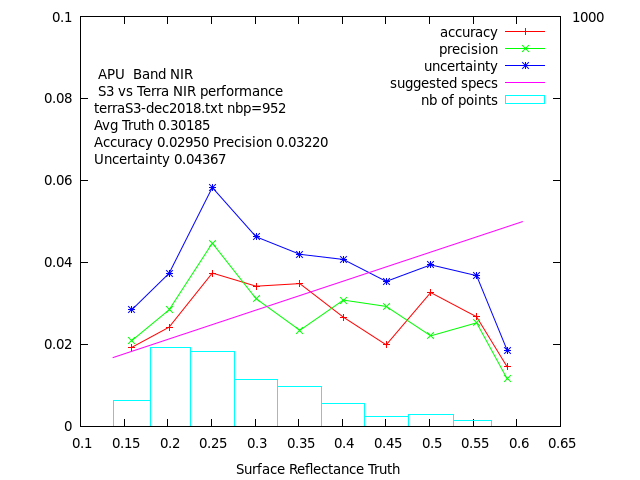 0.1
1000
accuracy
precision
uncertainty
suggested specs
nb of points
APU  Band NIR
S3 vs Terra NIR performance
terraS3-dec2018.txt nbp=952
Avg Truth 0.30185
Accuracy 0.02950 Precision 0.03220
Uncertainty 0.04367
0.08
0.06
0.04
0.02
0
0.1 0.15 0.2 0.25 0.3 0.35 0.4 0.45 0.5 0.55 0.6 0.65
Surface Reflectance Truth